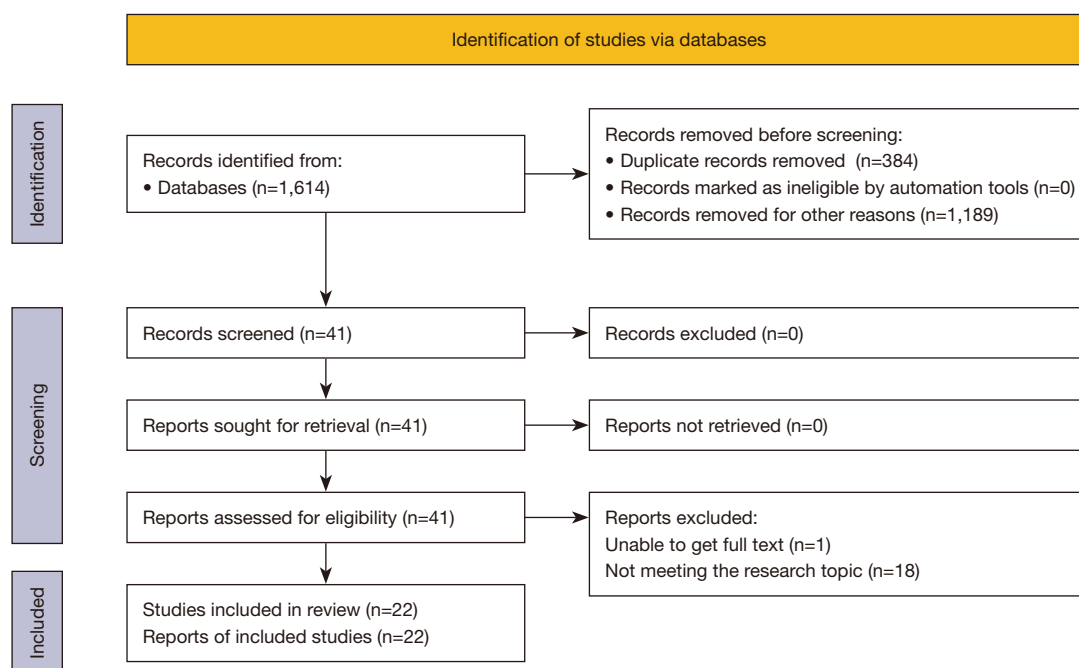 Identification of studies via databases
Identification
Records identified from:
• Databases (n=1,614)
Records removed before screening:
• Duplicate records removed (n=384)
• Records marked as ineligible by automation tools (n=0)
• Records removed for other reasons (n=1,189)
Screening
Records screened (n=41)
Records excluded (n=0)
Reports sought for retrieval (n=41)
Reports not retrieved (n=0)
Reports assessed for eligibility (n=41)
Reports excluded:
Unable to get full text (n=1)
Not meeting the research topic (n=18)
Included
Studies included in review (n=22)
Reports of included studies (n=22)